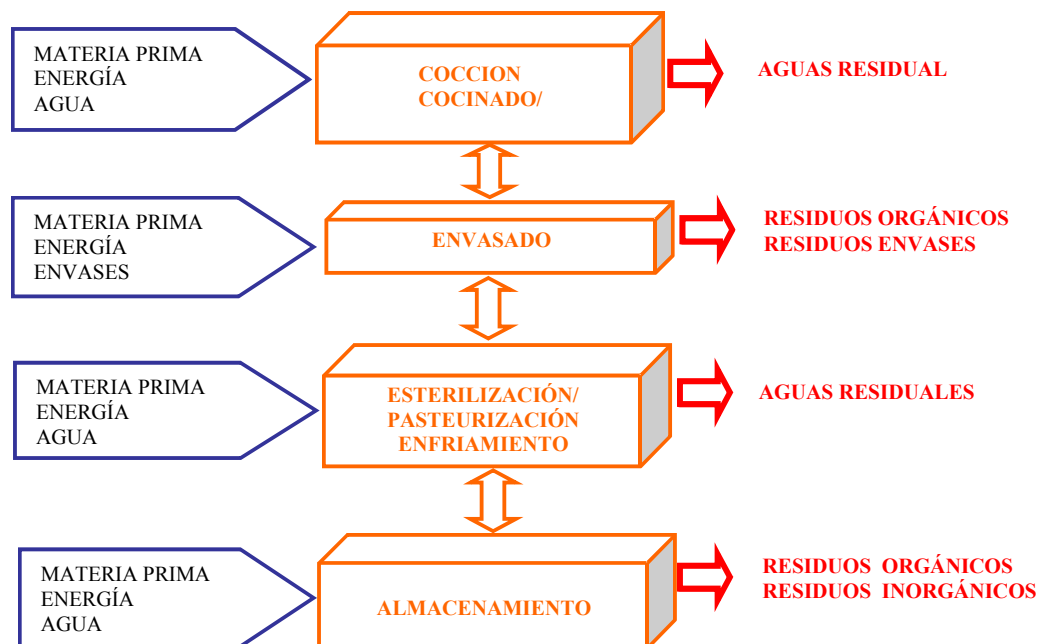 MATERIA PRIMA
ENERGÍA
AGUA
COCCION
COCINADO/
AGUAS RESIDUAL
MATERIA PRIMA
ENERGÍA
ENVASES
ENVASADO
RESIDUOS ORGÁNICOS
RESIDUOS ENVASES
MATERIA PRIMA
ENERGÍA
AGUA
ESTERILIZACIÓN/
PASTEURIZACIÓN
ENFRIAMIENTO
AGUAS RESIDUALES
MATERIA PRIMA
ENERGÍA
AGUA
ALMACENAMIENTO
RESIDUOS ORGÁNICOS
RESIDUOS INORGÁNICOS